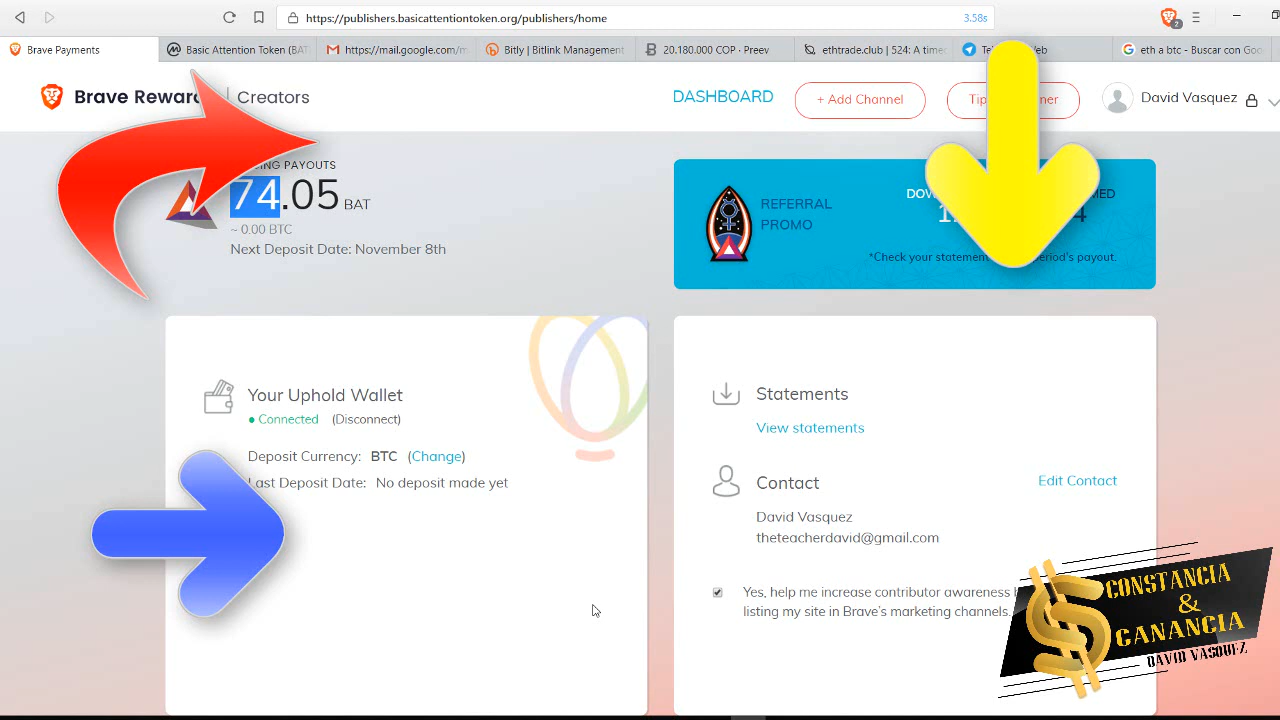 https://publishers.basicattentiontoken.org/publishers/home
3.58s
2
Brave Payments
Basic Attention Token (BAT
https://mail.google.com/m
Bitly | Bitlink Management
20.180.000 COP · Preev
ethtrade.club | 524: A
Web
eth a btc - Buscar con Goo
Brave
Creators
DASHBOARD
+ Add Channel
David Vasquez
PAYOUTS
74.05 BAT
~ 0.00 BTC
Next Deposit Date: November 8th
REFERRAL
PROMO
*Check your statement period's payout.
Your Uphold Wallet
Connected (Disconnect)
Deposit Currency: BTC (Change)
Last Deposit Date: No deposit made yet
Statements
View statements
Contact
Edit Contact
David Vasquez
theteacherdavid@gmail.com
Yes, help me increase contributor awareness
listing my site in Brave's marketing channels.
CONSTANCIA
&
GANANCIA
DAVID VASQUEZ